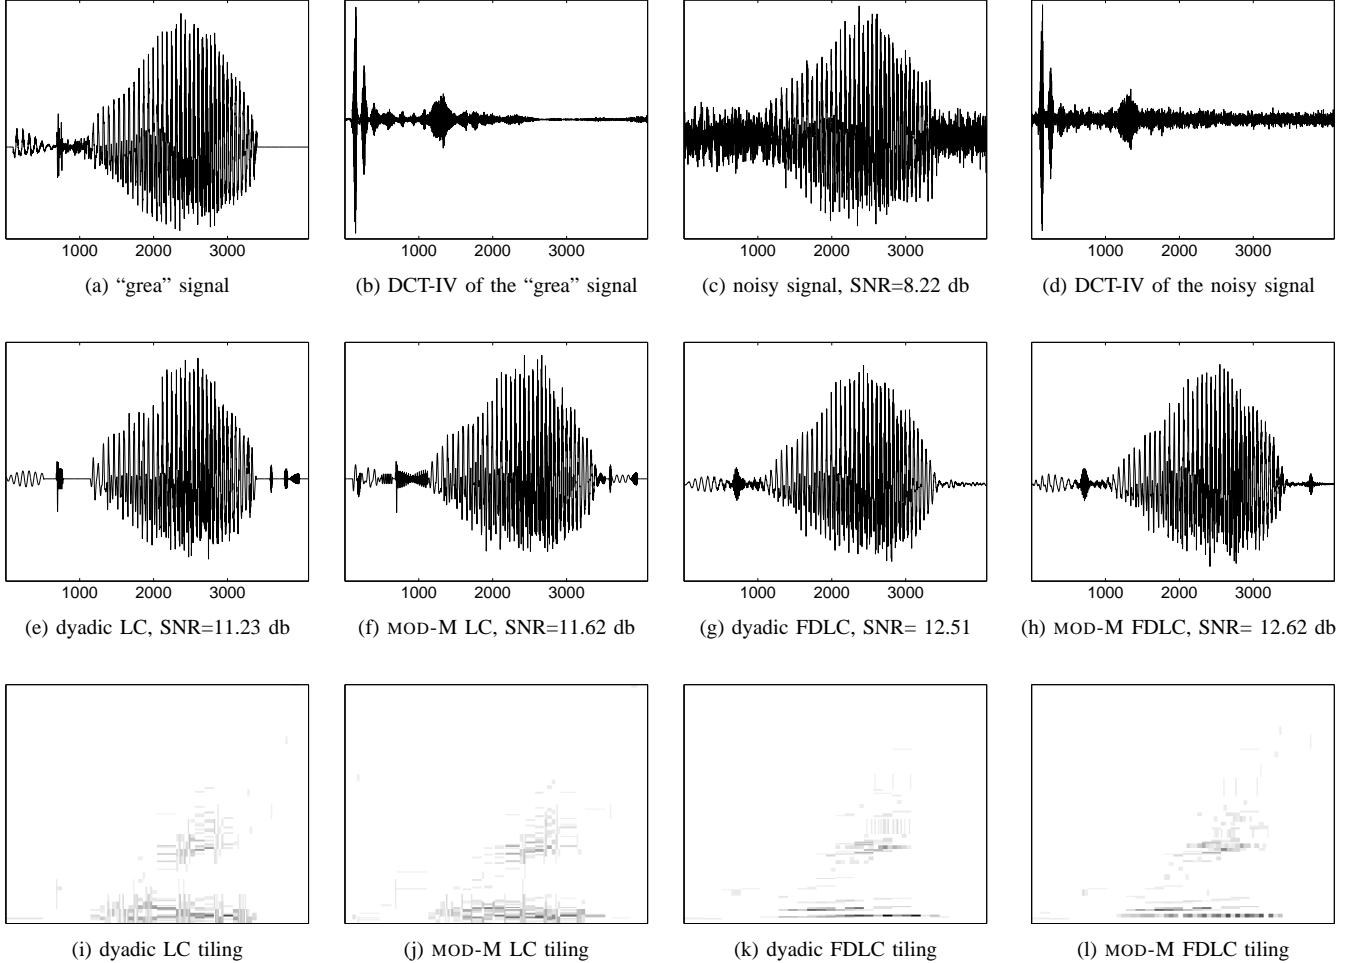 1000 2000 3000 1000 2000 3000 1000 2000 3000 1000 2000 3000
(a) “grea” signal (b) DCT-IV of the “grea” signal (c) noisy signal, SNR=8.22 db (d) DCT-IV of the noisy signal
1000 2000 3000 1000 2000 3000 1000 2000 3000 1000 2000 3000
(e) dyadic LC, SNR=11.23 db (f) MOD-M LC, SNR=11.62 db (g) dyadic FDLC, SNR= 12.51 (h) MOD-M FDLC, SNR= 12.62 db
(i) dyadic LC tiling (j) MOD-M LC tiling (k) dyadic FDLC tiling (l) MOD-M FDLC tiling